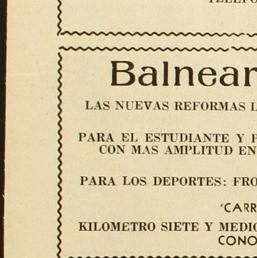 Balnear
LAS NUEVAS REFORMAS L
PARA EL ESTUDIANTE Y
CON MAS AMPLITUD EN
PARA LOS DEPORTES: FRO
'CARR
KILOMETRO SIETE Y MEDIO
CONO